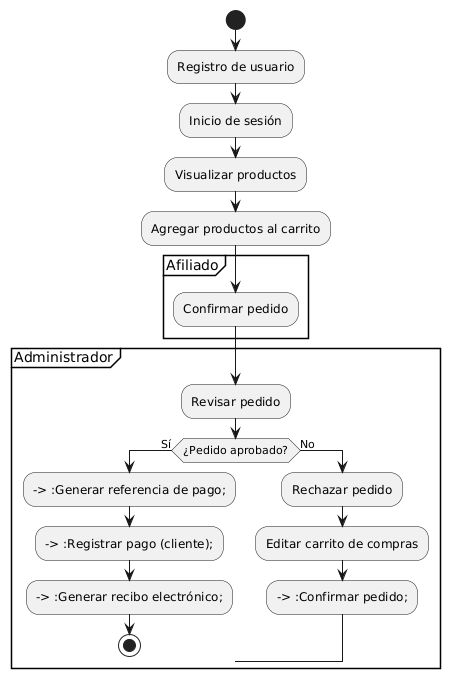 Registro de usuario
Inicio de sesión
Visualizar productos
Agregar productos al carrito
Afiliado
Confirmar pedido
Administrador
Revisar pedido
¿Pedido aprobado?
Sí
No
-> :Generar referencia de pago;
Rechazar pedido
-> :Registrar pago (cliente);
Editar carrito de compras
-> :Generar recibo electrónico;
-> :Confirmar pedido;